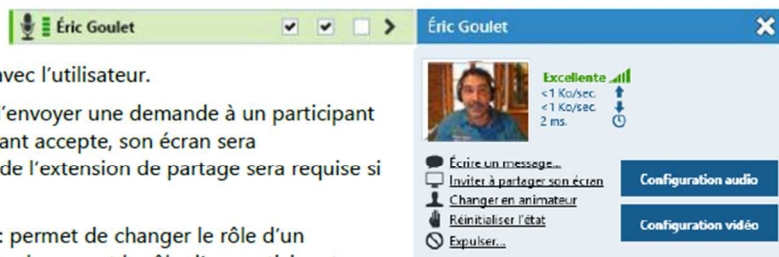 Éric Goulet
avec l'utilisateur.
l'envoyer une demande à un participant
ant accepte, son écran sera
de l'extension de partage sera requise si
: permet de changer le rôle d'un
Éric Goulet
Excellente
<1 Ko/sec.
<1 Ko/sec.
2 ms.
Écrire un message...
Inviter à partager son écran
Changer en animateur
Réinitialiser l'état
Expulser...
Configuration audio
Configuration vidéo